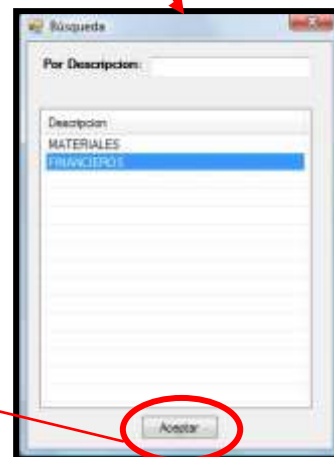 Búsqueda
Por Descripcion:
Descripcion
MATERIALES
FINANCIEROS
Aceptar